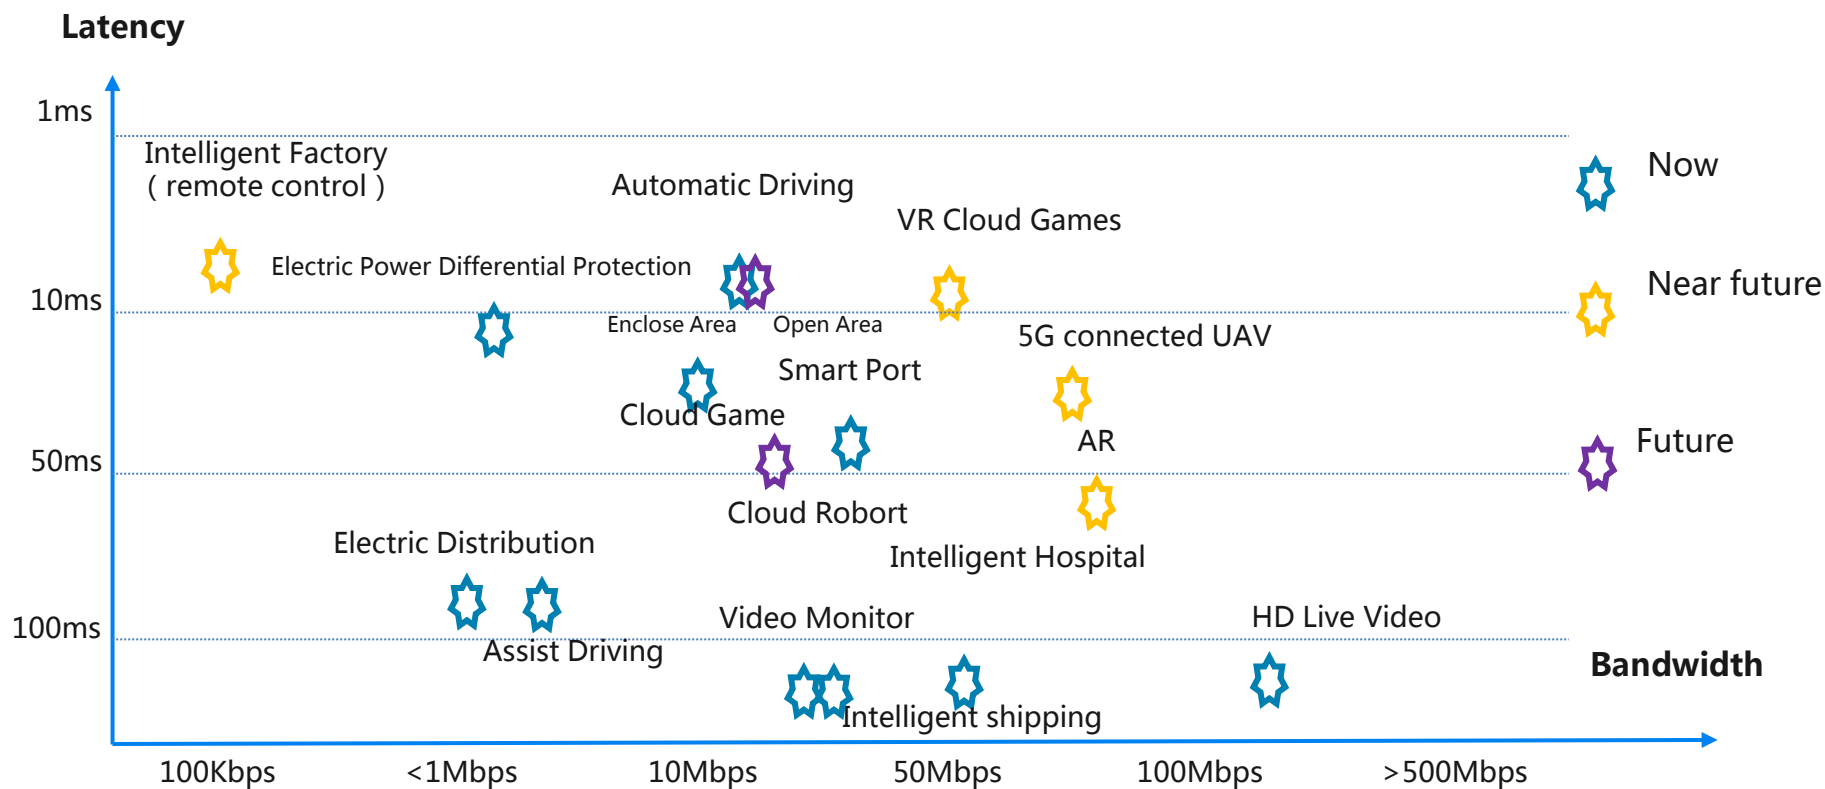 Latency
1ms
Intelligent Factory
( remote control )
Automatic Driving
Now
VR Cloud Games
Electric Power Differential Protection
Near future
10ms
Enclose Area
Open Area
5G connected UAV
Smart Port
Cloud Game
AR
Future
50ms
Cloud Robort
Electric Distribution
Intelligent Hospital
Video Monitor
HD Live Video
100ms
Assist Driving
Bandwidth
Intelligent shipping
100Kbps
<1Mbps
10Mbps
50Mbps
100Mbps
>500Mbps